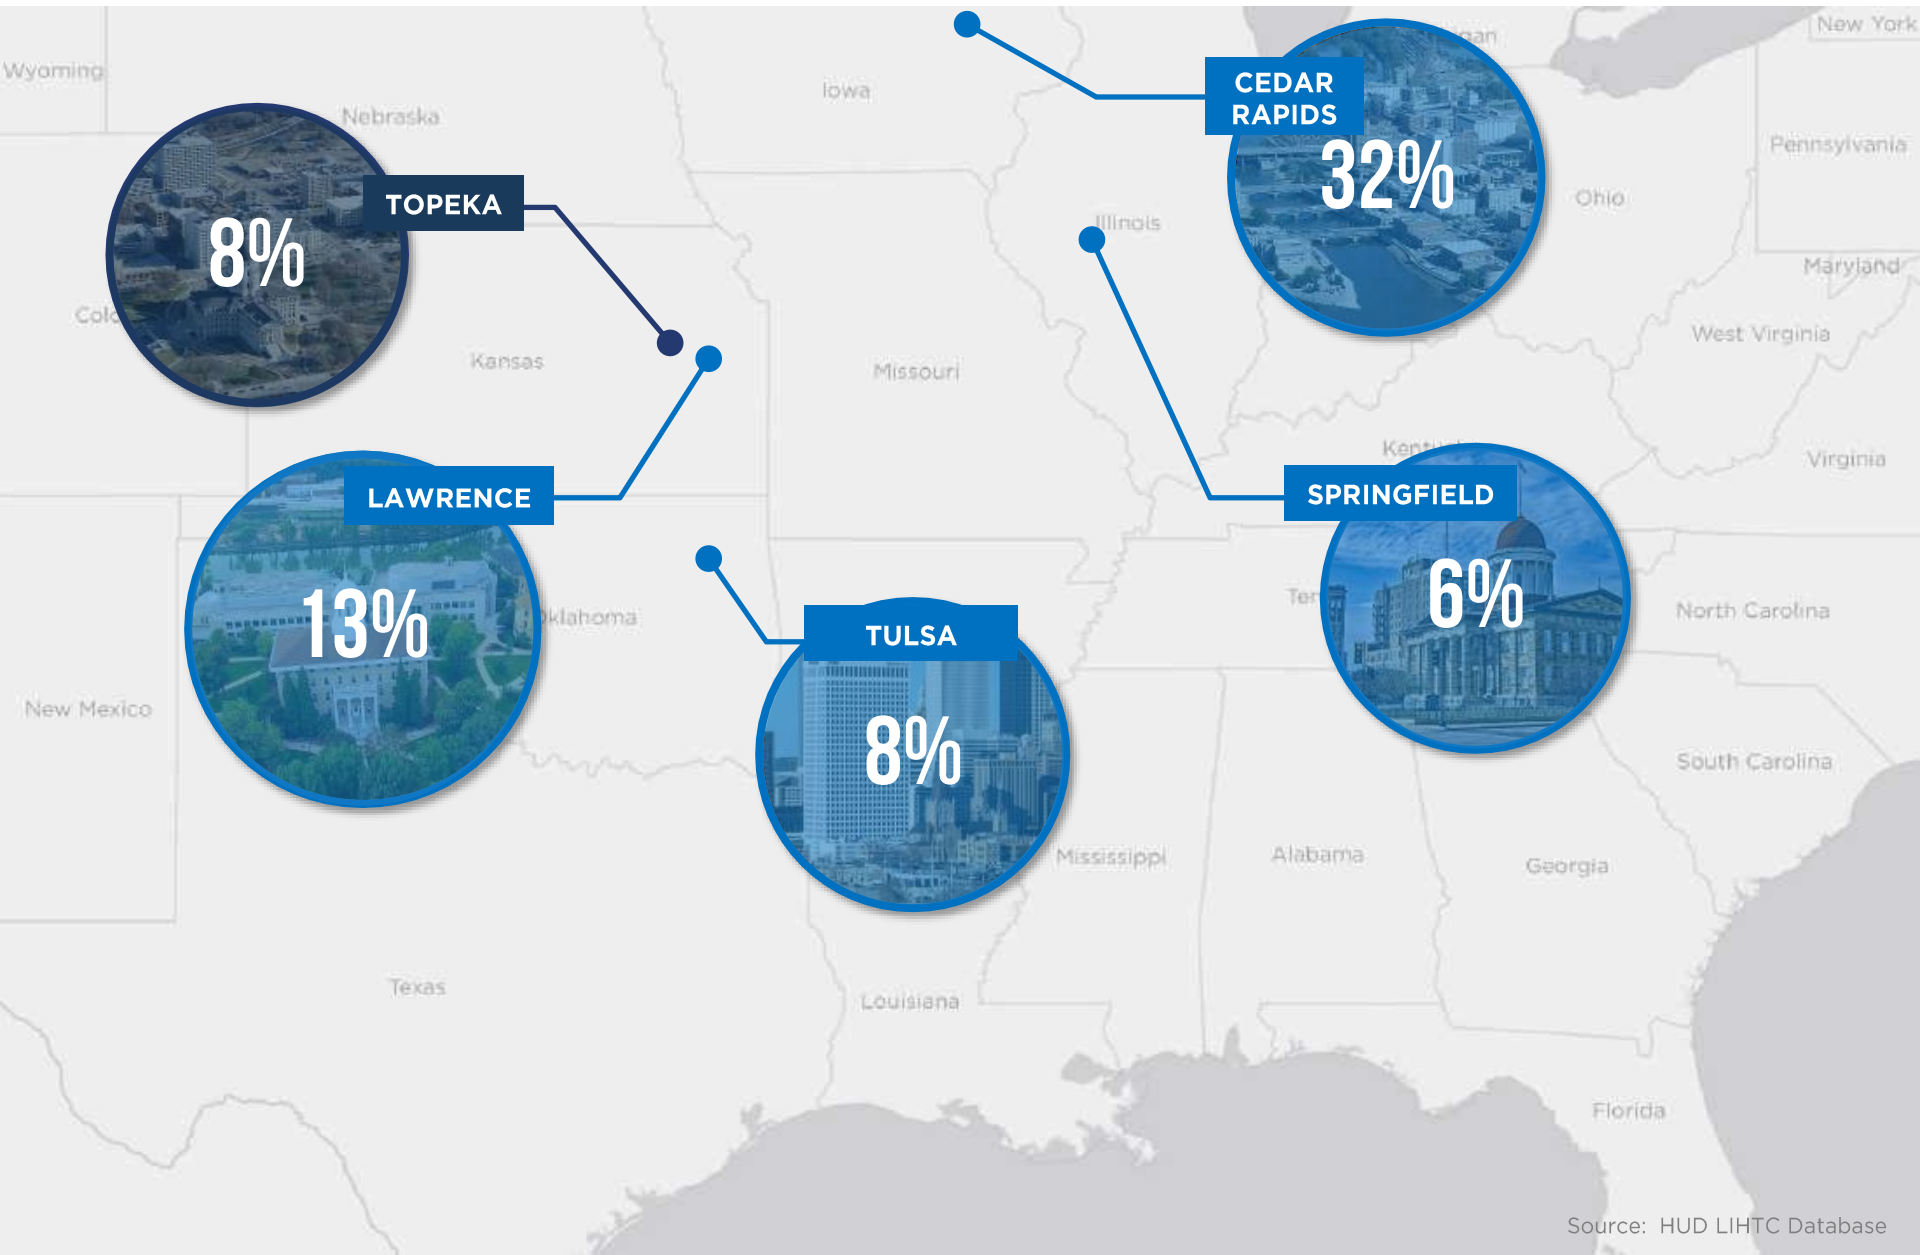 New York
Wyoming
Iowa
CEDAR
RAPIDS
Nebraska
Pennsylvania
32%
TOPEKA
Ohio
8%
Illinois
Maryland
Kansas
Missouri
West Virginia
Virginia
LAWRENCE
SPRINGFIELD
13%
6%
Oklahoma
TULSA
North Carolina
New Mexico
8%
South Carolina
Mississippi
Alabama
Georgia
Texas
Louisiana
Florida
Source: HUD LIHTC Database